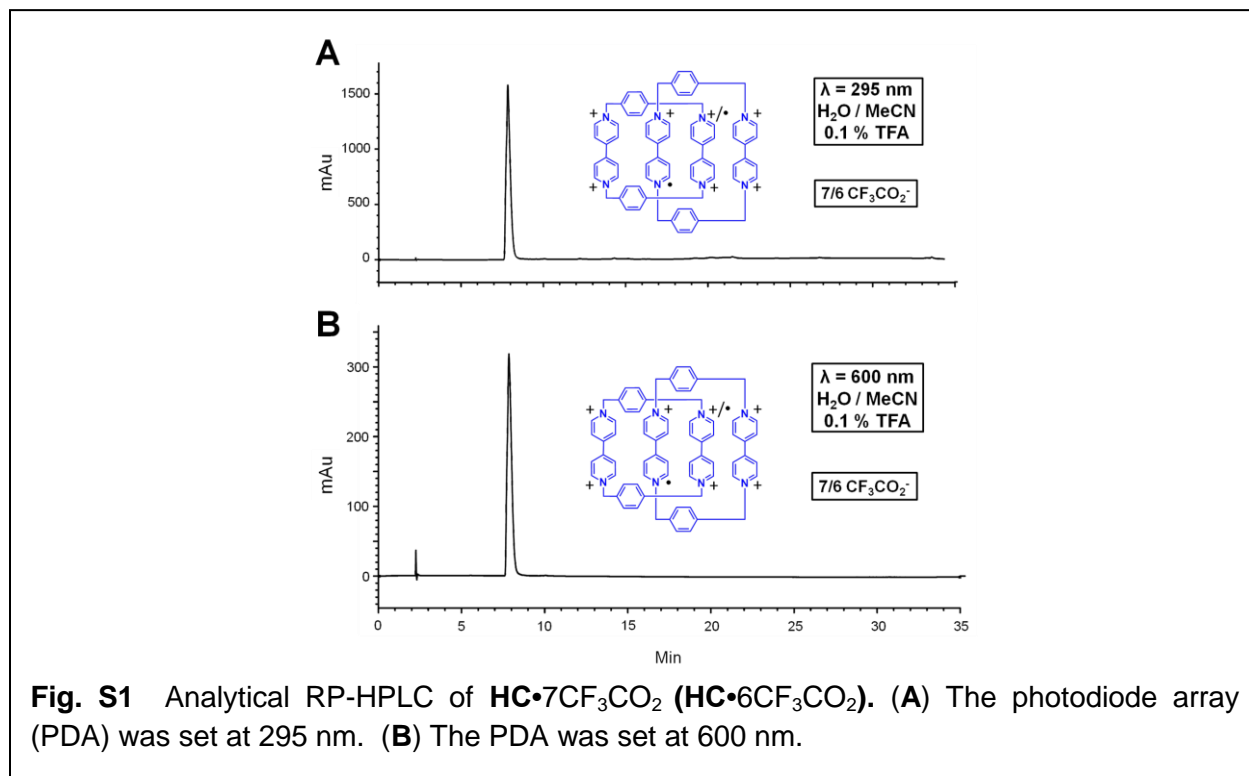 A
1500
1000
500
0
mAu
+ + +/• +
N N N N
N N N N
+ • + +
λ = 295 nm
H₂O / MeCN
0.1 % TFA
7/6 CF₃CO₂⁻
B
300
200
100
0
mAu
+ + +/• +
N N N N
N N N N
+ • + +
λ = 600 nm
H₂O / MeCN
0.1 % TFA
7/6 CF₃CO₂⁻
0 5 10 15 20 25 30 35
Min
Fig. S1 Analytical RP-HPLC of HC•7CF₃CO₂ (HC•6CF₃CO₂). (A) The photodiode array
(PDA) was set at 295 nm. (B) The PDA was set at 600 nm.